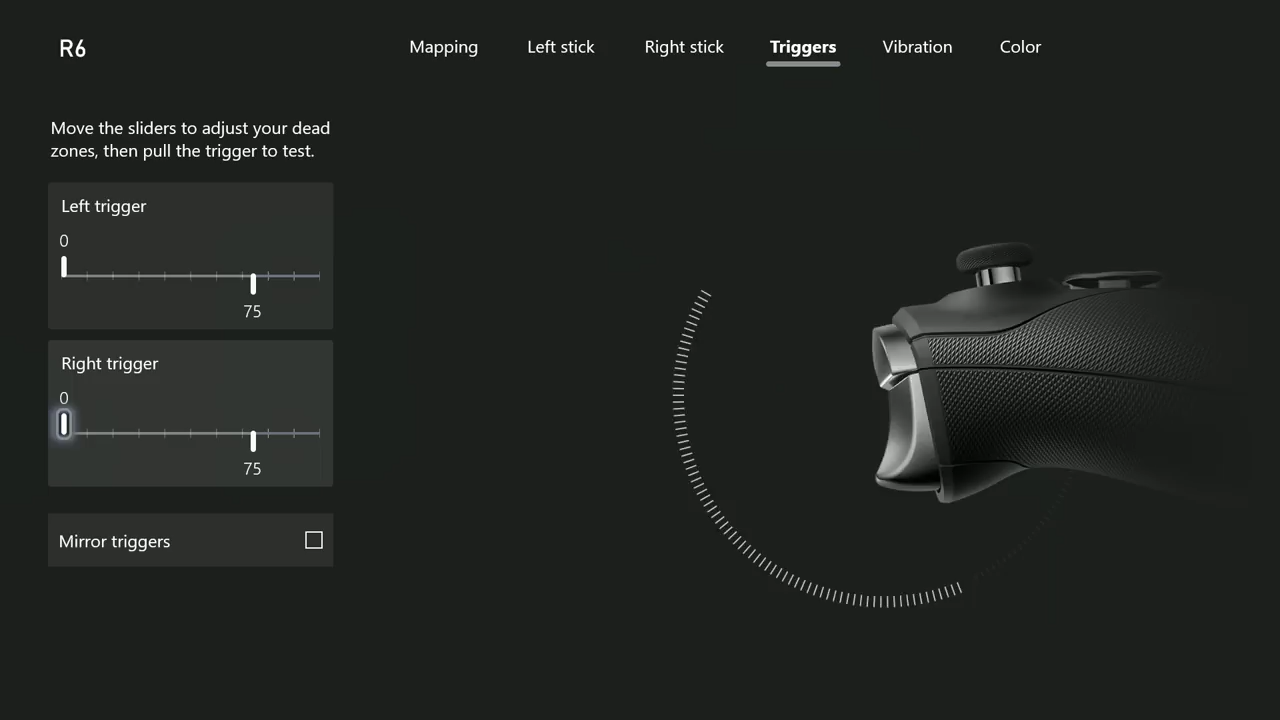 R6
Mapping
Left stick
Right stick
Triggers
Vibration
Color
Move the sliders to adjust your dead
zones, then pull the trigger to test.
Left trigger
0
75
Right trigger
0
75
Mirror triggers